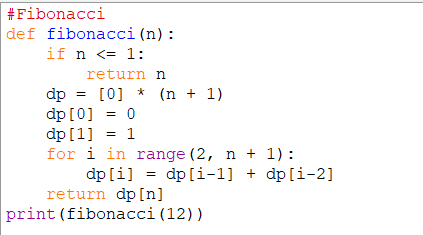 #Fibonacci
def fibonacci(n):
    if n <= 1:
        return n
    dp = [0] * (n + 1)
    dp[0] = 0
    dp[1] = 1
    for i in range(2, n + 1):
        dp[i] = dp[i-1] + dp[i-2]
    return dp[n]
print(fibonacci(12))